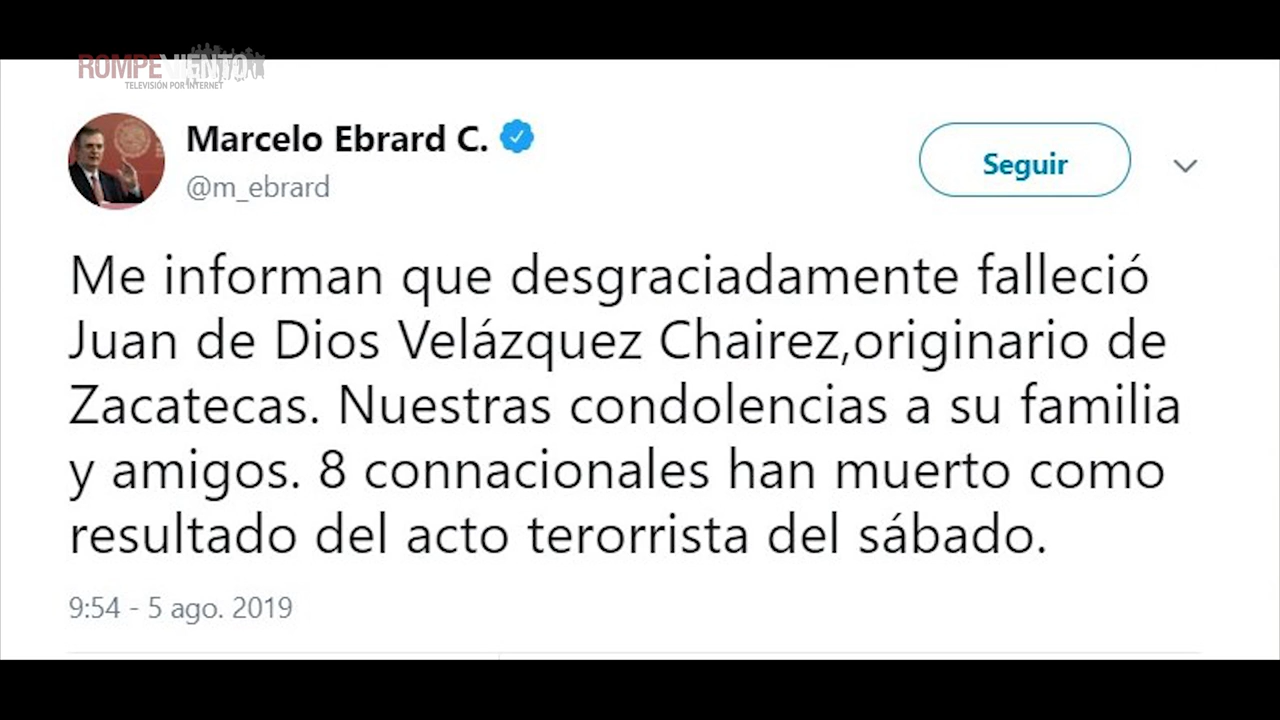 ROMPEVIENTO
TELEVISIÓN POR INTERNET
Marcelo Ebrard C.
@m_ebrard
Seguir
Me informan que desgraciadamente falleció
Juan de Dios Velázquez Chairez,originario de
Zacatecas. Nuestras condolencias a su familia
y amigos. 8 connacionales han muerto como
resultado del acto terorrista del sábado.
9:54 - 5 ago. 2019